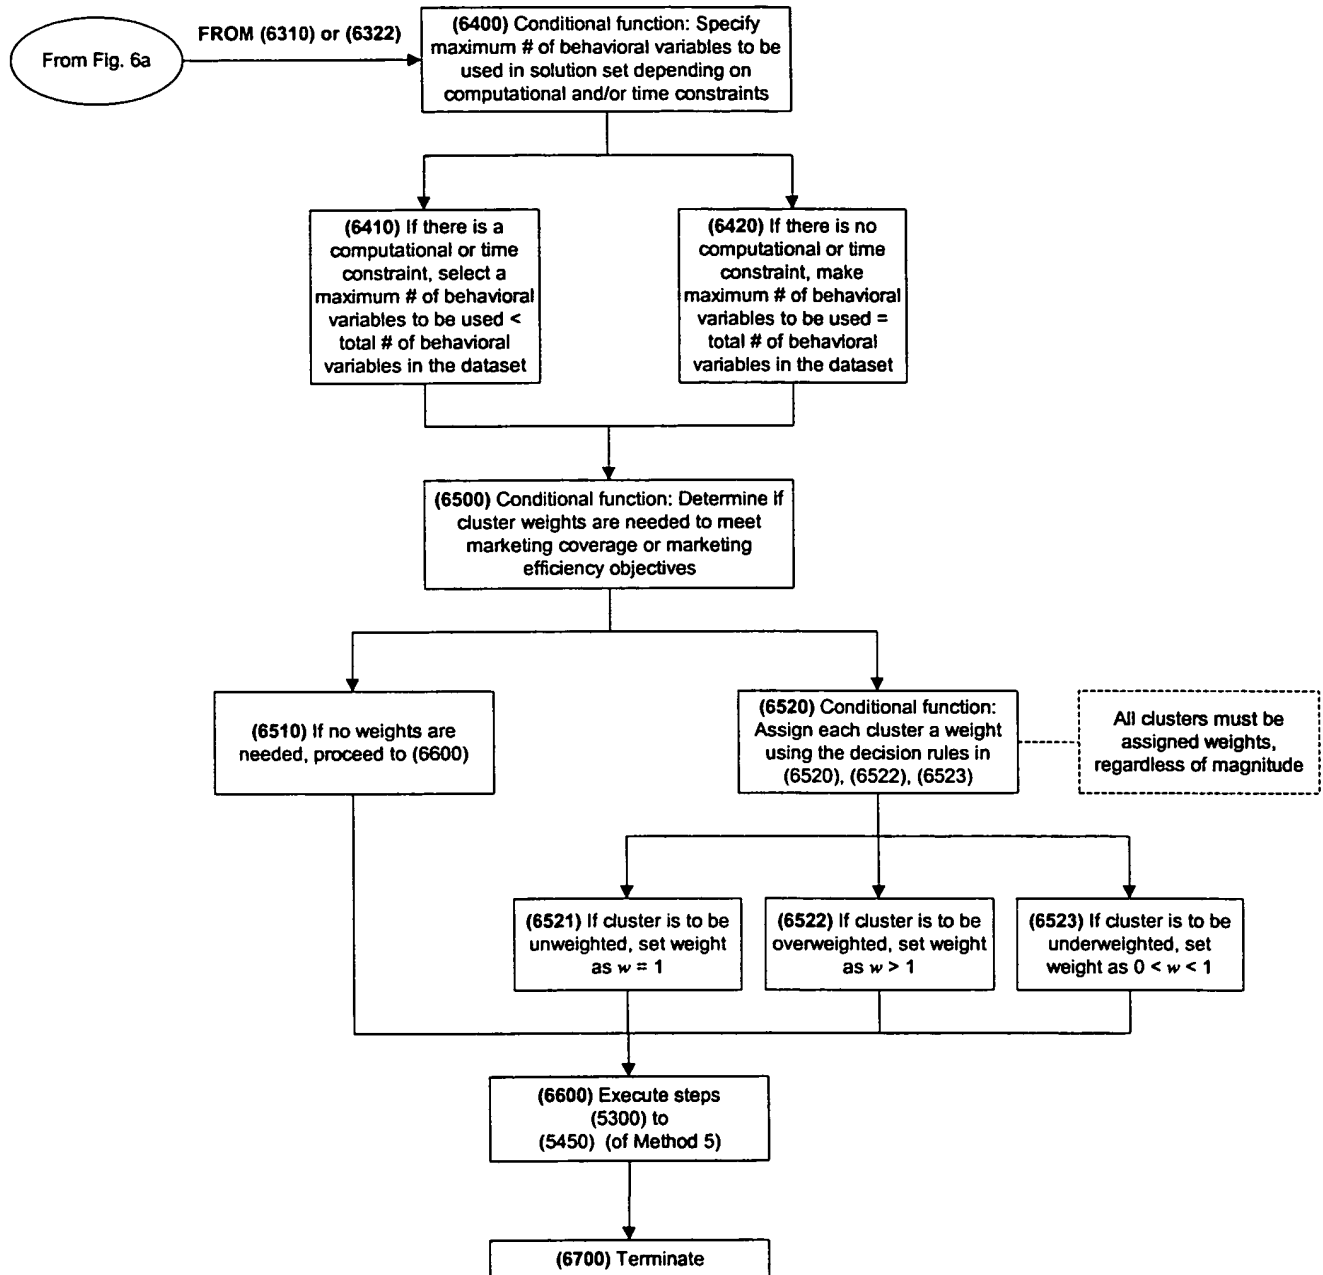 From Fig. 6a
FROM (6310) or (6322)
(6400) Conditional function: Specify
maximum # of behavioral variables to be
used in solution set depending on
computational and/or time constraints
(6410) If there is a
computational or time
constraint, select a
maximum # of behavioral
variables to be used <
total # of behavioral
variables in the dataset
(6420) If there is no
computational or time
constraint, make
maximum # of behavioral
variables to be used =
total # of behavioral
variables in the dataset
(6500) Conditional function: Determine if
cluster weights are needed to meet
marketing coverage or marketing
efficiency objectives
(6510) If no weights are
needed, proceed to (6600)
(6520) Conditional function:
Assign each cluster a weight
using the decision rules in
(6520), (6522), (6523)
All clusters must be
assigned weights,
regardless of magnitude
(6521) If cluster is to be
unweighted, set weight
as w = 1
(6522) If cluster is to be
overweighted, set weight
as w > 1
(6523) If cluster is to be
underweighted, set
weight as 0 < w < 1
(6600) Execute steps
(5300) to
(5450) (of Method 5)
(6700) Terminate